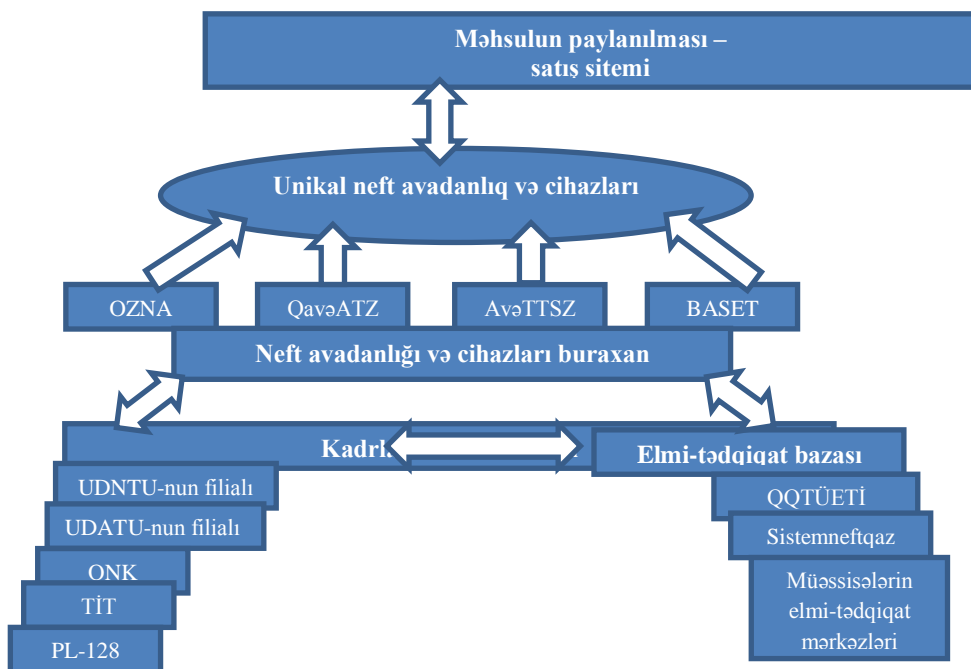 Məhsulun paylanılması –
satış sitemi
Unikal neft avadanlıq və cihazları
OZNA
QavəATZ
AvəTTSZ
BASET
Neft avadanlığı və cihazları buraxan
Elmi-tədqiqat bazası
UDNTU-nun filialı
UDATU-nun filialı
ONK
TİT
PL-128
QQTÜETİ
Sistemneftqaz
Müəssisələrin
elmi-tədqiqat
mərkəzləri